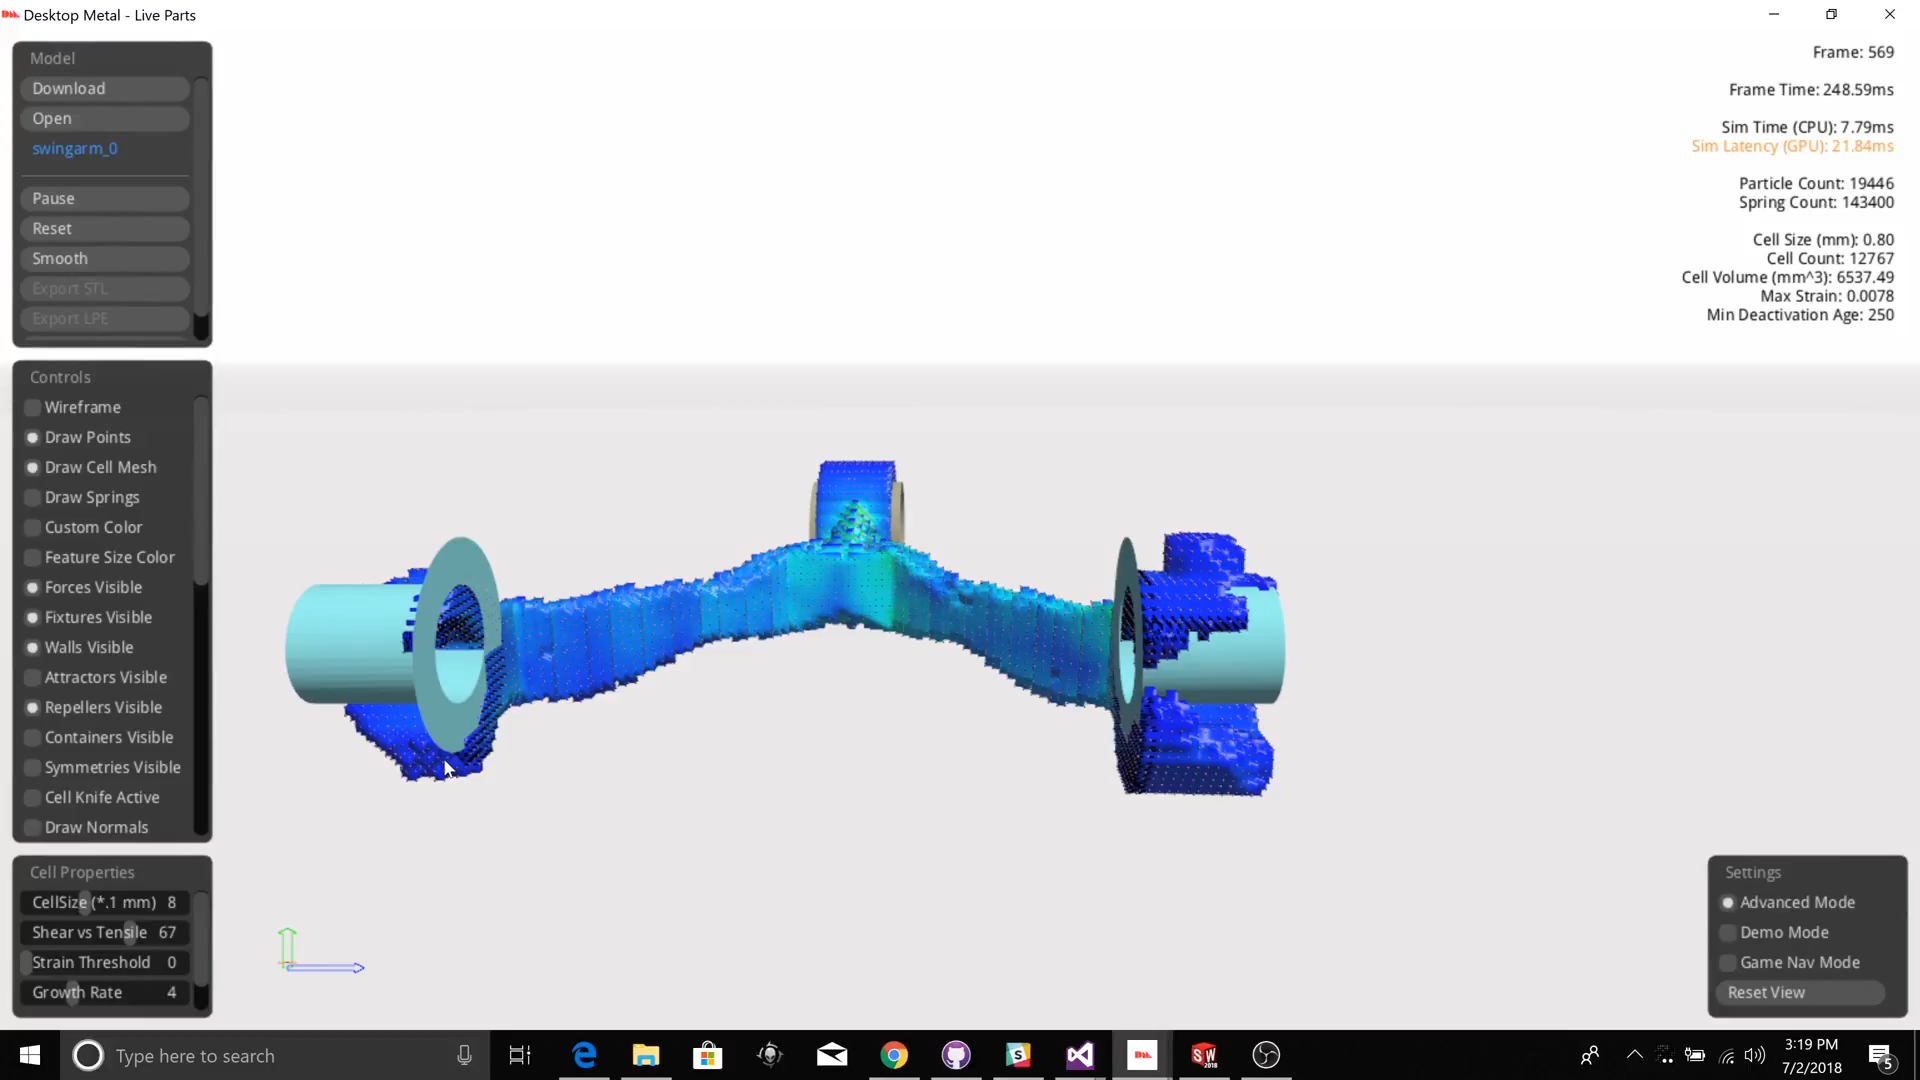 Desktop Metal - Live Parts
Model
Download
Open
swingarm_0
Pause
Reset
Smooth
Export STL
Export LPE
Controls
Wireframe
Draw Points
Draw Cell Mesh
Draw Springs
Custom Color
Feature Size Color
Forces Visible
Fixtures Visible
Walls Visible
Attractors Visible
Repellers Visible
Containers Visible
Symmetries Visible
Cell Knife Active
Draw Normals
Cell Properties
CellSize (*.1 mm) 8
Shear vs Tensile 67
Strain Threshold 0
Growth Rate 4
Frame: 569
Frame Time: 248.59ms
Sim Time (CPU): 7.79ms
Sim Latency (GPU): 21.84ms
Particle Count: 19446
Spring Count: 143400
Cell Size (mm): 0.80
Cell Count: 12767
Cell Volume (mm^3): 6537.49
Max Strain: 0.0078
Min Deactivation Age: 250
Settings
Advanced Mode
Demo Mode
Game Nav Mode
Reset View
Type here to search
S
SW
2018
3:19 PM
7/2/2018
5